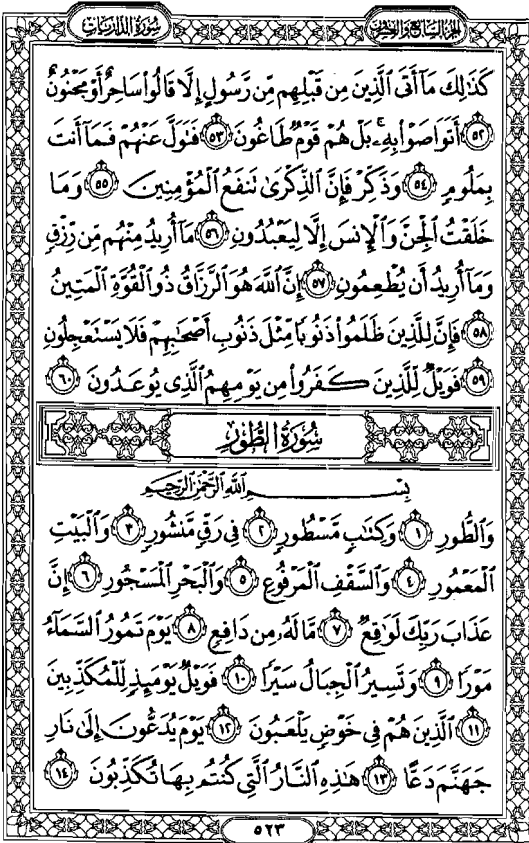 الجزء السابع والعشرون
سورة الذاريات
كَذَٰلِكَ مَآ أَتَى ٱلَّذِينَ مِن قَبْلِهِم مِّن رَّسُولٍ إِلَّا قَالُوا۟ سَاحِرٌ أَوْ مَجْنُونٌ
٥٢ أَتَوَاصَوْا۟ بِهِۦ ۚ بَلْ هُمْ قَوْمٌ طَاغُونَ ٥٣ فَتَوَلَّ عَنْهُمْ فَمَآ أَنتَ
بِمَلُومٍ ٥٤ وَذَكِّرْ فَإِنَّ ٱلذِّكْرَىٰ تَنفَعُ ٱلْمُؤْمِنِينَ ٥٥ وَمَا
خَلَقْتُ ٱلْجِنَّ وَٱلْإِنسَ إِلَّا لِيَعْبُدُونِ ٥٦ مَآ أُرِيدُ مِنْهُم مِّن رِّزْقٍ
وَمَآ أُرِيدُ أَن يُطْعِمُونِ ٥٧ إِنَّ ٱللَّهَ هُوَ ٱلرَّزَّاقُ ذُو ٱلْقُوَّةِ ٱلْمَتِينُ
٥٨ فَإِنَّ لِلَّذِينَ ظَلَمُوا۟ ذَنُوبًا مِّثْلَ ذَنُوبِ أَصْحَٰبِهِمْ فَلَا يَسْتَعْجِلُونِ
٥٩ فَوَيْلٌ لِّلَّذِينَ كَفَرُوا۟ مِن يَوْمِهِمُ ٱلَّذِى يُوعَدُونَ ٦٠
سُورَةُ الطُّورِ
بِسْمِ ٱللَّهِ ٱلرَّحْمَٰنِ ٱلرَّحِيمِ
وَٱلطُّورِ ١ وَكِتَٰبٍ مَّسْطُورٍ ٢ فِى رَقٍّ مَّنشُورٍ ٣ وَٱلْبَيْتِ
ٱلْمَعْمُورِ ٤ وَٱلسَّقْفِ ٱلْمَرْفُوعِ ٥ وَٱلْبَحْرِ ٱلْمَسْجُورِ ٦ إِنَّ
عَذَابَ رَبِّكَ لَوَٰقِعٌ ٧ مَّا لَهُۥ مِن دَافِعٍ ٨ يَوْمَ تَمُورُ ٱلسَّمَآءُ
مَوْرًا ٩ وَتَسِيرُ ٱلْجِبَالُ سَيْرًا ١٠ فَوَيْلٌ يَوْمَئِذٍ لِّلْمُكَذِّبِينَ
١١ ٱلَّذِينَ هُمْ فِى خَوْضٍ يَلْعَبُونَ ١٢ يَوْمَ يُدَعُّونَ إِلَىٰ نَارِ
جَهَنَّمَ دَعًّا ١٣ هَٰذِهِ ٱلنَّارُ ٱلَّتِى كُنتُم بِهَا تُكَذِّبُونَ ١٤
٥٢٣